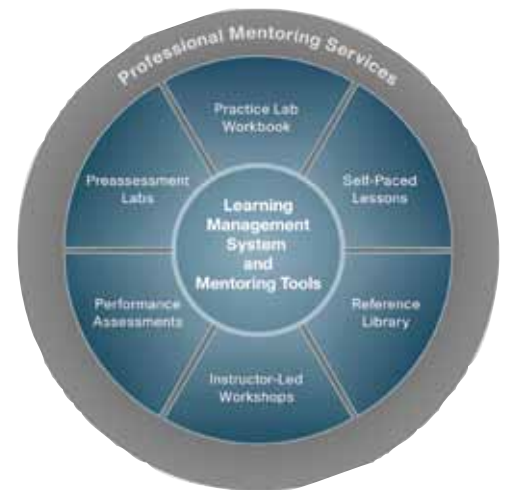 Professional Mentoring Services
Practice Lab
Workbook
Preassessment
Labs
Self-Paced
Lessons
Learning
Management
System
and
Mentoring Tools
Performance
Assessments
Reference
Library
Instructor-Led
Workshops